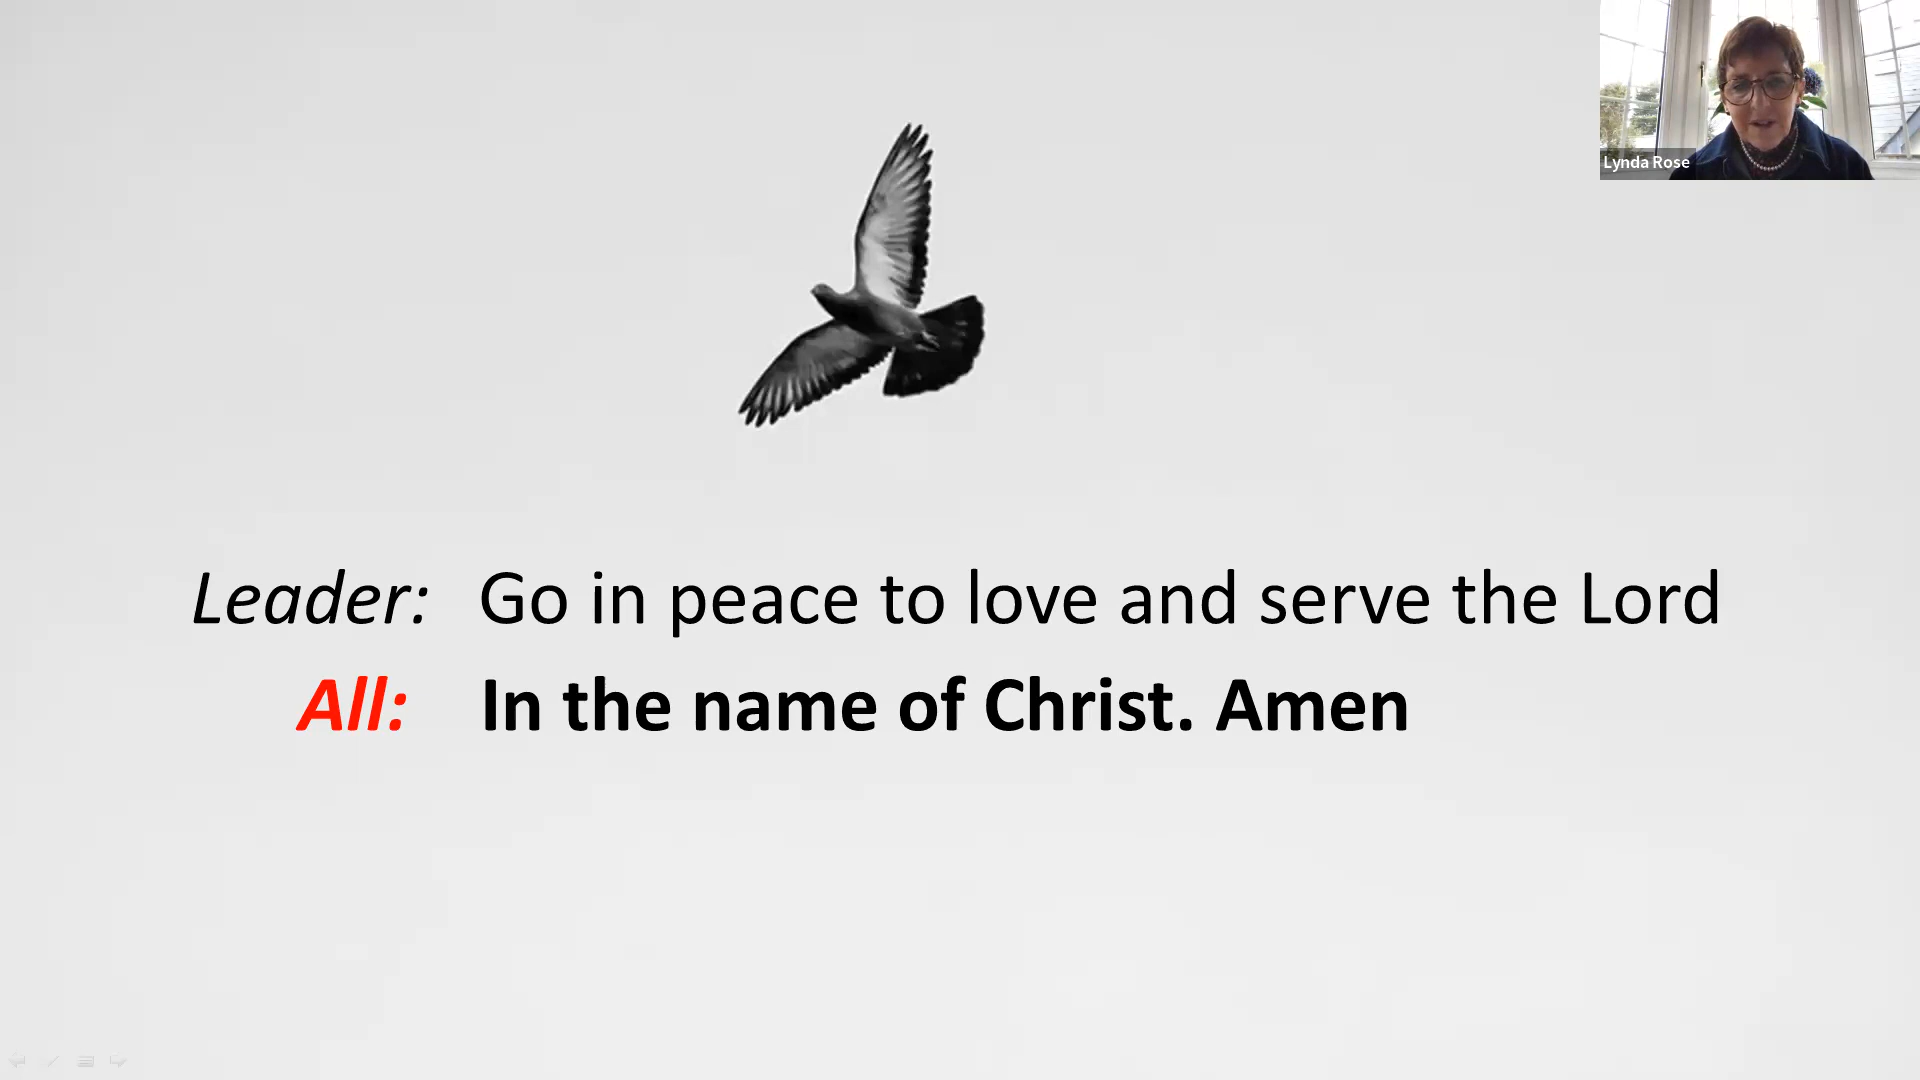 Lynda Rose
Leader: Go in peace to love and serve the Lord
All: In the name of Christ. Amen